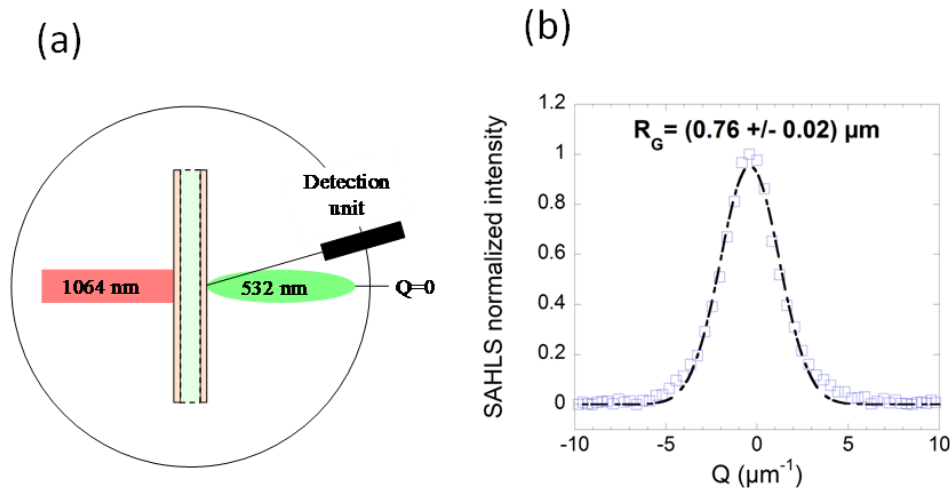 (a)
Detection
unit
1064 nm
532 nm
Q=0
(b)
R_G = (0.76 +/- 0.02) µm
SAHLS normalized intensity
1.2
1
0.8
0.6
0.4
0.2
0
-10
-5
0
5
10
Q (µm⁻¹)